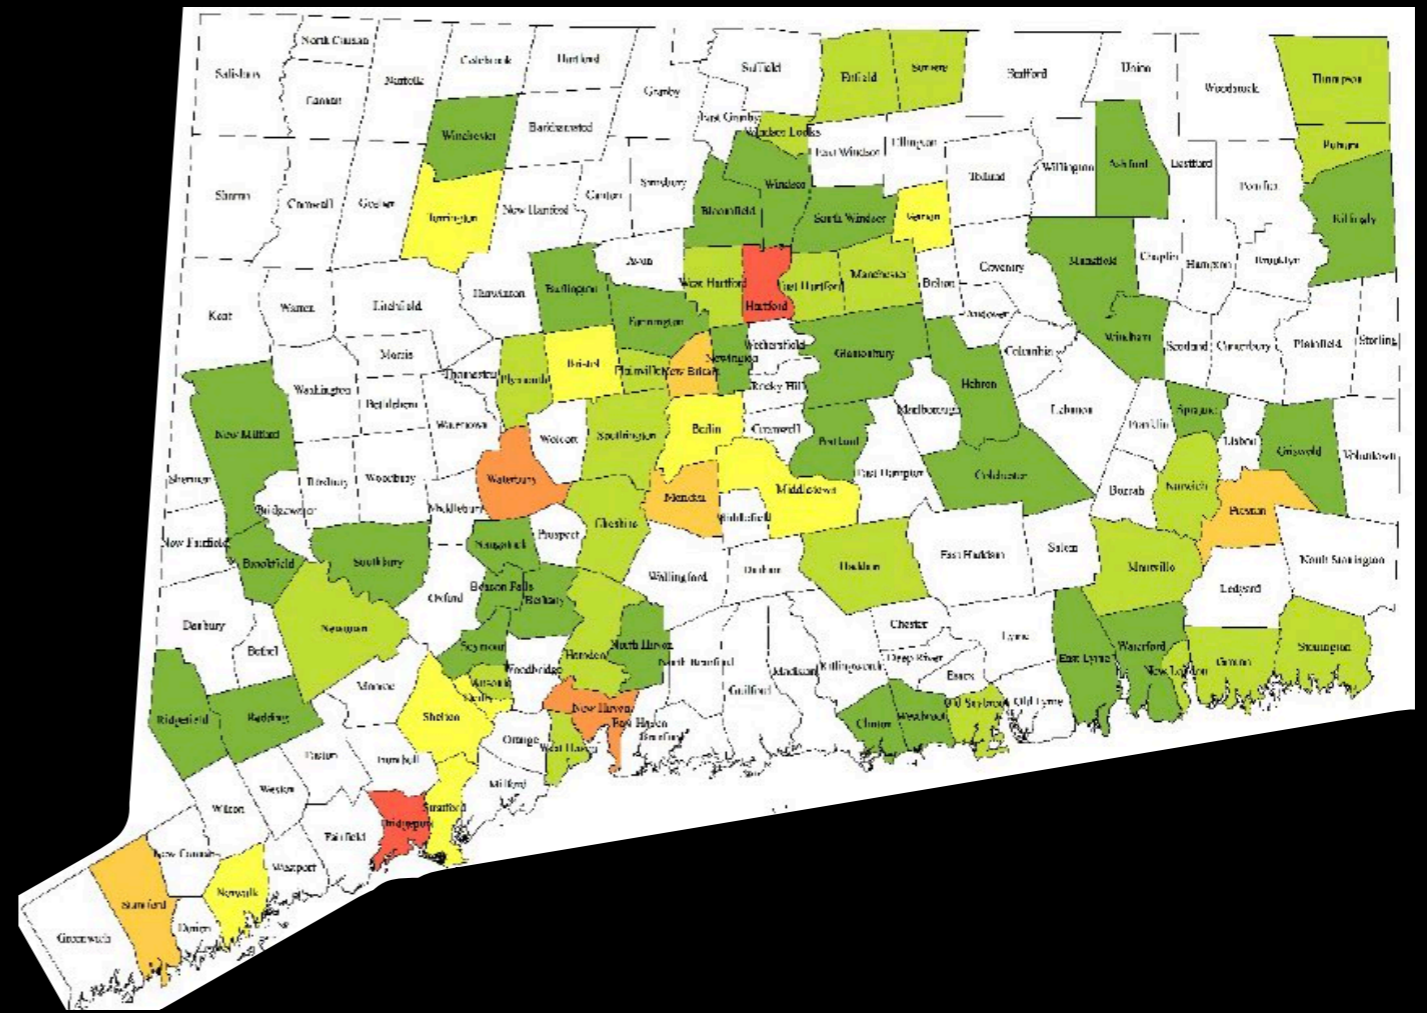 Salisbury
North Canaan
Canaan
Norfolk
Colebrook
Hartland
Suffield
Enfield
Somers
Stafford
Union
Woodstock
Thompson
Granby
East Granby
Windsor Locks
Winchester
Barkhamsted
East Windsor
Ellington
Tolland
Willington
Ashford
Eastford
Putnam
Pomfret
Killingly
Sharon
Cornwall
Goshen
Torrington
New Hartford
Canton
Simsbury
Bloomfield
Windsor
South Windsor
Vernon
Kent
Warren
Litchfield
Harwinton
Burlington
Avon
West Hartford
Hartford
East Hartford
Manchester
Bolton
Coventry
Mansfield
Chaplin
Hampton
Brooklyn
Farmington
Andover
Columbia
Windham
Scotland
Canterbury
Plainfield
Sterling
Washington
Morris
Bethlehem
Thomaston
Plymouth
Bristol
Plainville
New Britain
Newington
Wethersfield
Rocky Hill
Glastonbury
Hebron
Marlborough
Lebanon
Franklin
Sprague
Lisbon
Griswold
Voluntown
New Milford
Watertown
Wolcott
Southington
Berlin
Cromwell
Portland
East Hampton
Colchester
Bozrah
Norwich
Preston
Sherman
Bridgewater
Roxbury
Woodbury
Middlebury
Waterbury
Cheshire
Meriden
Middlefield
Middletown
New Fairfield
Brookfield
Southbury
Naugatuck
Prospect
Wallingford
Durham
Haddam
East Haddam
Salem
Montville
Ledyard
North Stonington
Danbury
Bethel
Newtown
Oxford
Beacon Falls
Bethany
Seymour
Woodbridge
Hamden
North Haven
North Branford
Guilford
Madison
Killingworth
Chester
Deep River
Essex
Lyme
East Lyme
Waterford
New London
Groton
Stonington
Ridgefield
Redding
Monroe
Shelton
Ansonia
Derby
New Haven
East Haven
Branford
West Haven
Orange
Clinton
Westbrook
Old Saybrook
Old Lyme
Easton
Trumbull
Milford
Weston
Wilton
Fairfield
Bridgeport
Stratford
New Canaan
Norwalk
Westport
Stamford
Darien
Greenwich